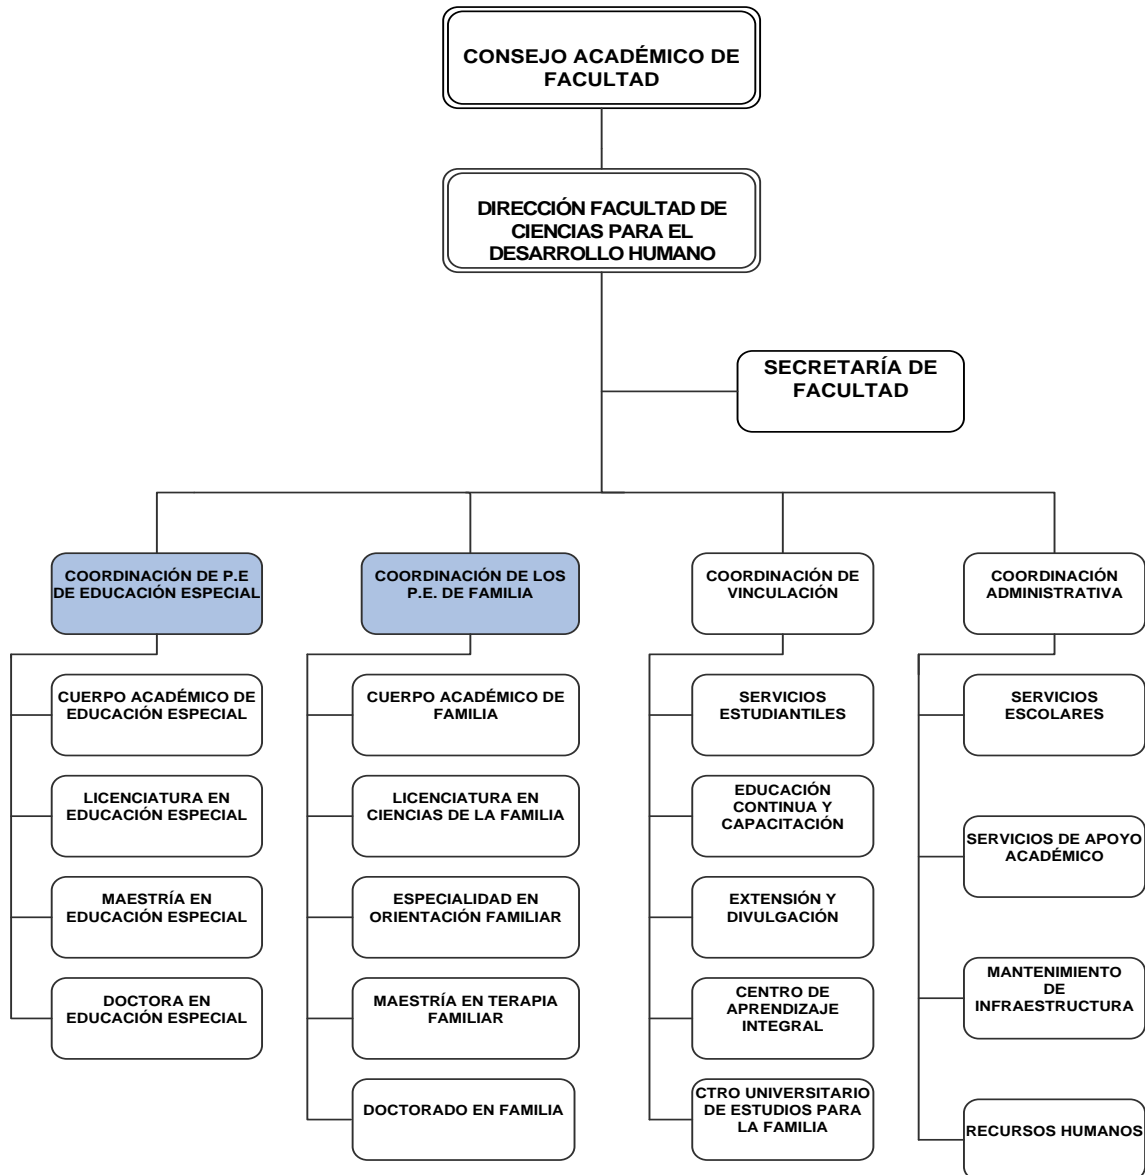 CONSEJO ACADÉMICO DE
FACULTAD
DIRECCIÓN FACULTAD DE
CIENCIAS PARA EL
DESARROLLO HUMANO
SECRETARÍA DE
FACULTAD
COORDINACIÓN DE P.E
DE EDUCACIÓN ESPECIAL
CUERPO ACADÉMICO DE
EDUCACIÓN ESPECIAL
LICENCIATURA EN
EDUCACIÓN ESPECIAL
MAESTRÍA EN
EDUCACIÓN ESPECIAL
DOCTORA EN
EDUCACIÓN ESPECIAL
COORDINACIÓN DE LOS
P.E. DE FAMILIA
CUERPO ACADÉMICO DE
FAMILIA
LICENCIATURA EN
CIENCIAS DE LA FAMILIA
ESPECIALIDAD EN
ORIENTACIÓN FAMILIAR
MAESTRÍA EN TERAPIA
FAMILIAR
DOCTORADO EN FAMILIA
COORDINACIÓN DE
VINCULACIÓN
SERVICIOS
ESTUDIANTILES
EDUCACIÓN
CONTINUA Y
CAPACITACIÓN
EXTENSIÓN Y
DIVULGACIÓN
CENTRO DE
APRENDIZAJE
INTEGRAL
CTRO UNIVERSITARIO
DE ESTUDIOS PARA
LA FAMILIA
COORDINACIÓN
ADMINISTRATIVA
SERVICIOS
ESCOLARES
SERVICIOS DE APOYO
ACADÉMICO
MANTENIMIENTO
DE
INFRAESTRUCTURA
RECURSOS HUMANOS